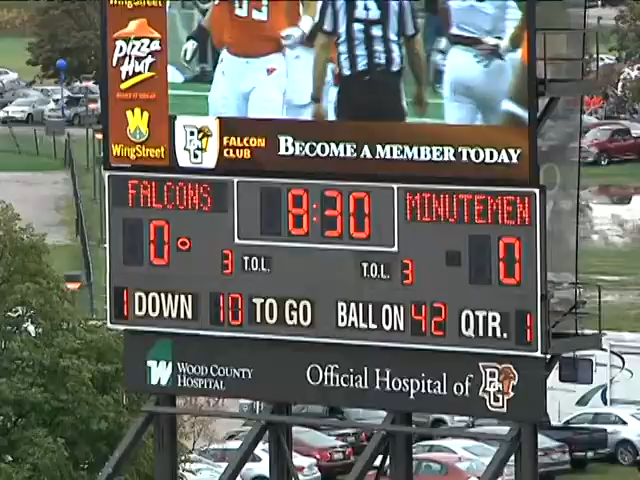 WINGSTREET
Pizza Hut
WINGSTREET
BG
FALCON CLUB
BECOME A MEMBER TODAY
FALCONS 8:30 MINUTEMEN
0 0
3 T.O.L. T.O.L. 3
1 DOWN 10 TO GO BALL ON 42 QTR. 1
W WOOD COUNTY HOSPITAL
Official Hospital of BG